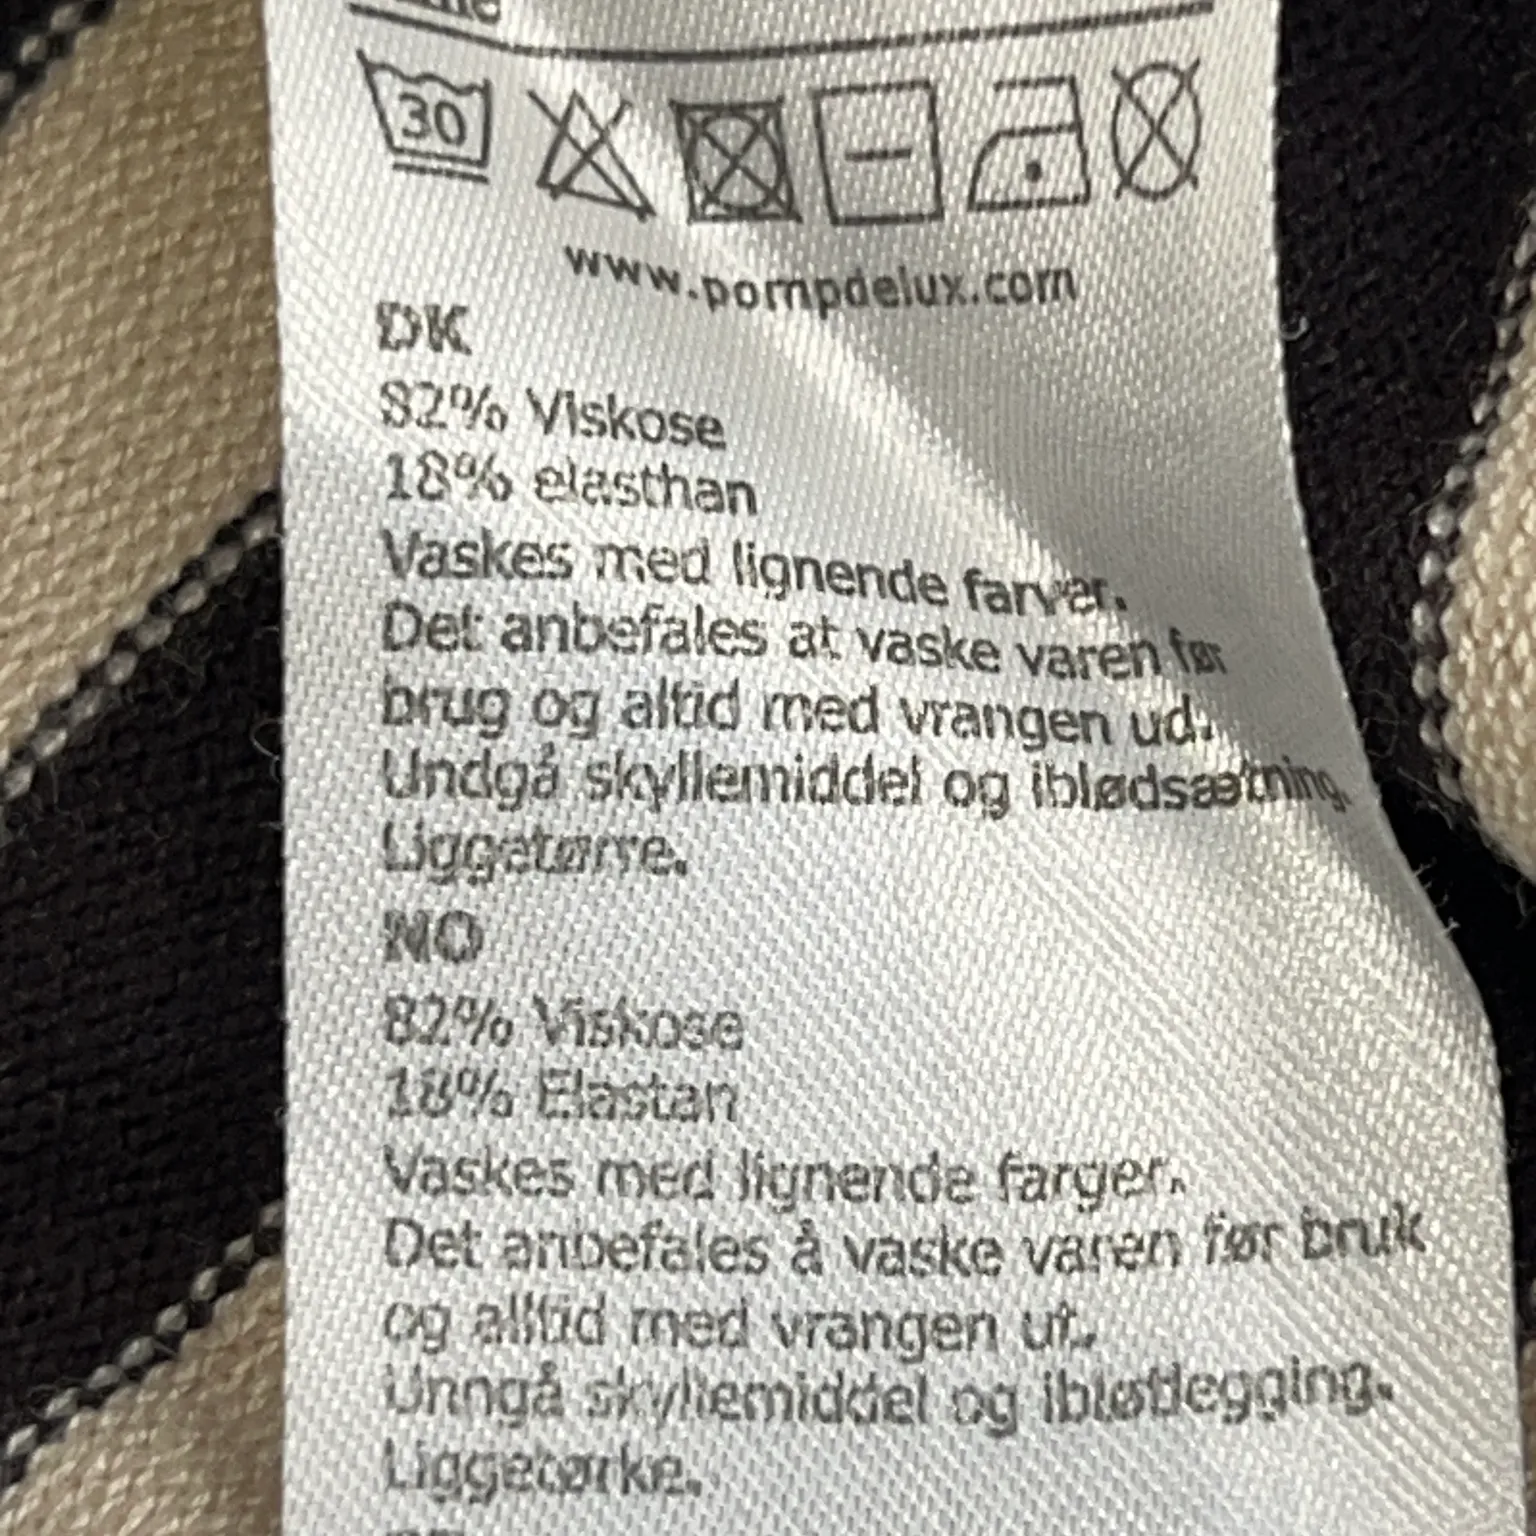 30
www.pompdelux.com
DK
82% Viskose
18% elasthan
Vaskes med lignende farver.
Det anbefales at vaske varen før
brug og altid med vrangen ud.
Undgå skyllemiddel og iblødsætning.
Liggetørre.
NO
82% Viskose
18% Elastan
Vaskes med lignende farger.
Det anbefales å vaske varen før bruk
og alltid med vrangen ut.
Unngå skyllemiddel og ibløtlegging.
Liggetørke.